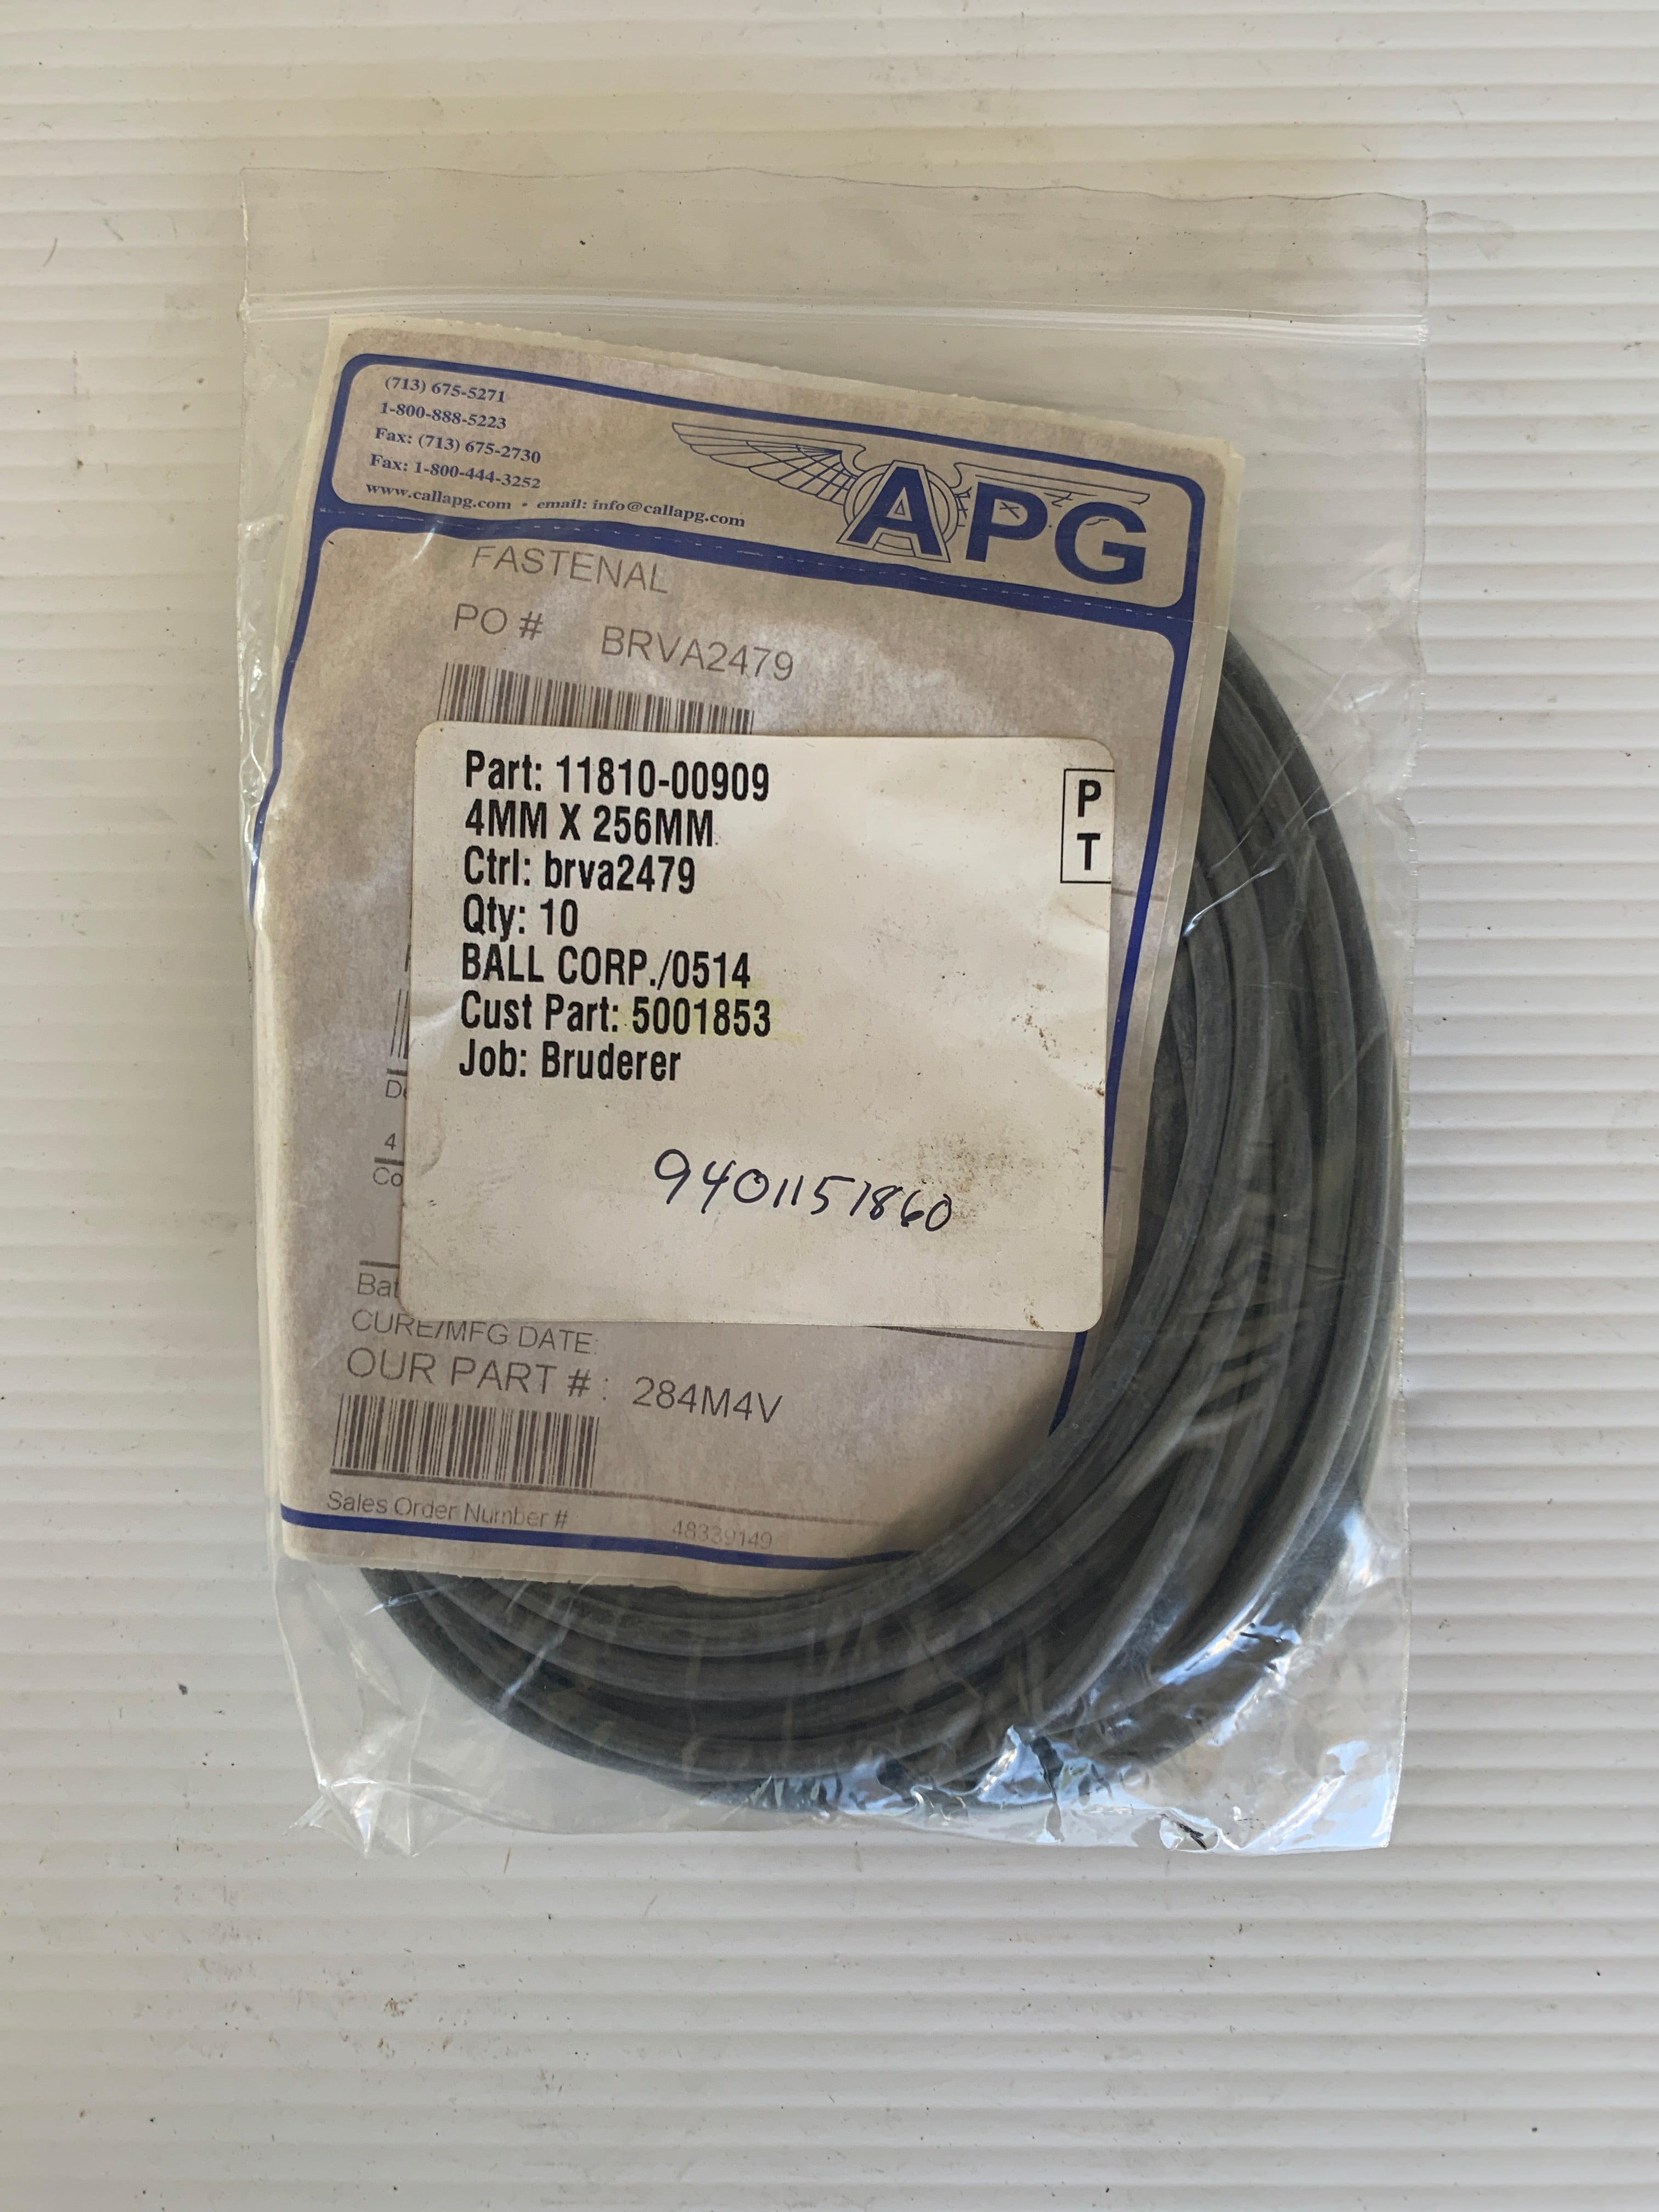 (713) 675-5271
1-800-888-5223
Fax: (713) 675-2730
Fax: 1-800-444-3252
www.callapg.com • email: info@callapg.com
APG
FASTENAL
PO # BRVA2479
Part: 11810-00909
4MM X 256MM
Ctrl: brva2479
Qty: 10
BALL CORP./0514
Cust Part: 5001853
Job: Bruderer
P
T
9401151860
4
CURE/MFG DATE:
OUR PART #: 284M4V
Sales Order Number # 48339149